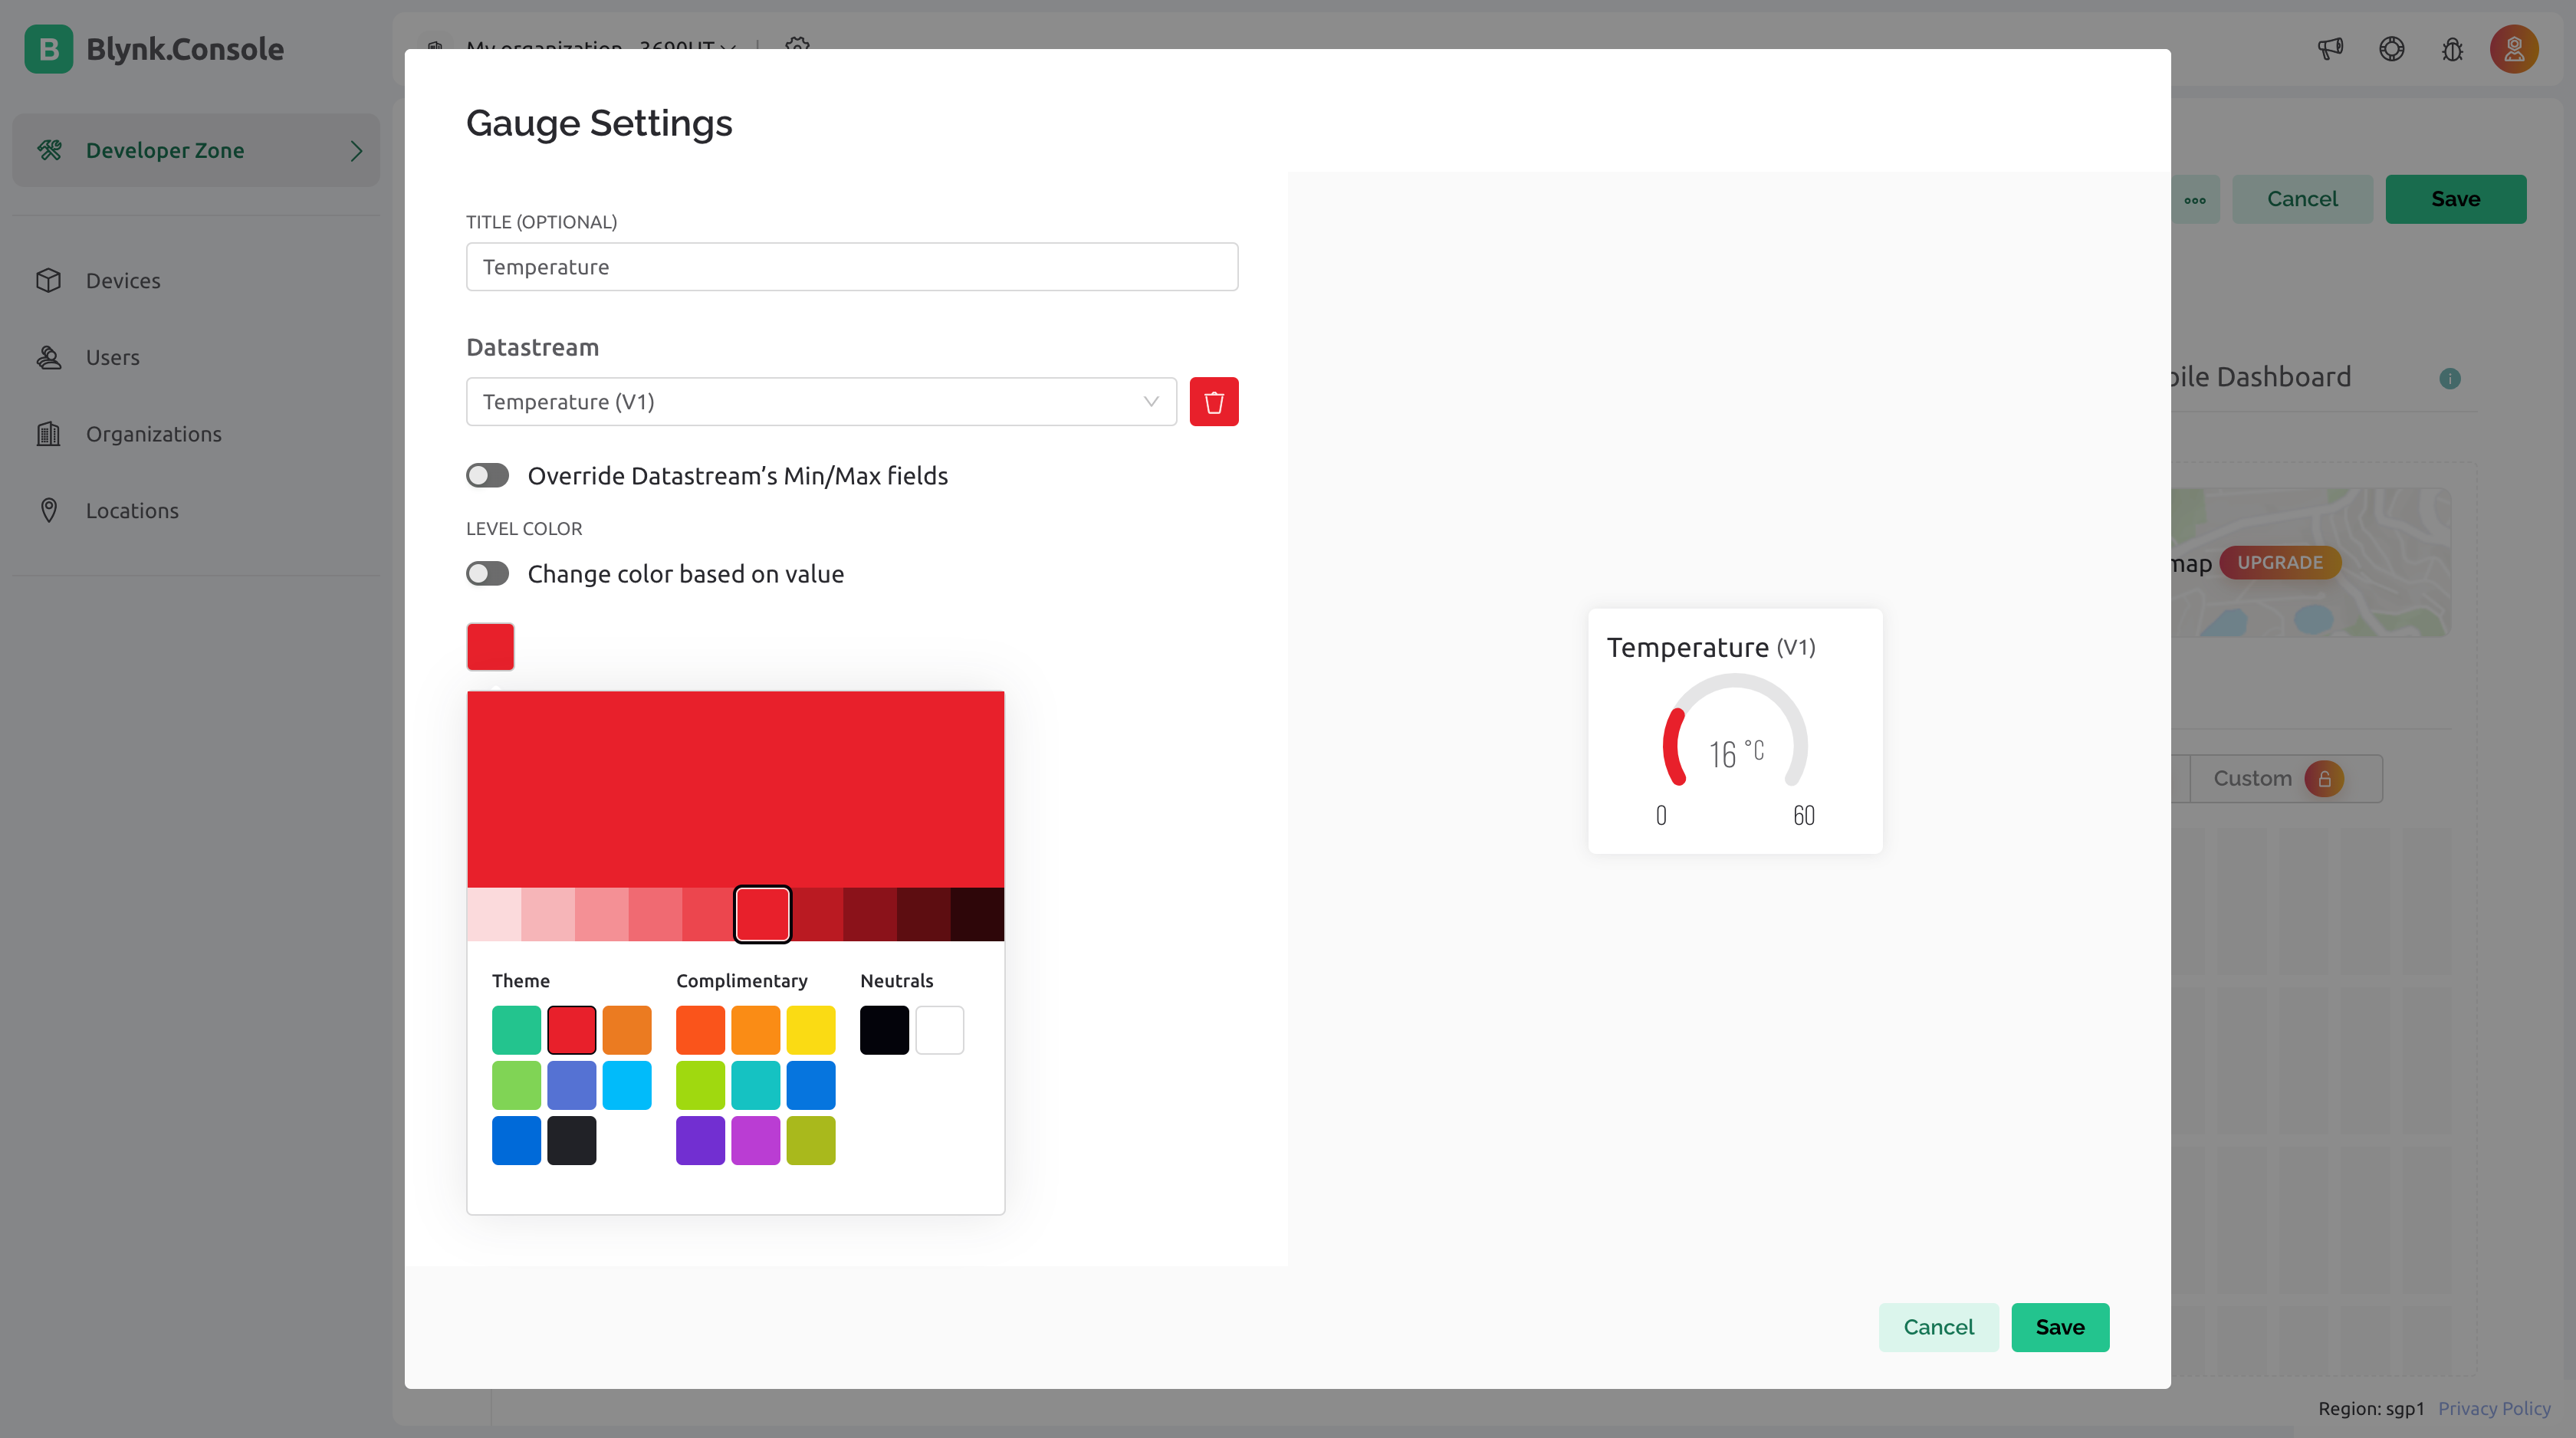 B Blynk.Console
My organization - 3690UT
Developer Zone
Devices
Users
Organizations
Locations
Gauge Settings
TITLE (OPTIONAL)
Temperature
Datastream
Temperature (V1)
Override Datastream’s Min/Max fields
LEVEL COLOR
Change color based on value
Theme
Complimentary
Neutrals
Temperature (V1)
16 °C
0
60
Cancel
Save
Cancel
Save
Dashboard
UPGRADE
Custom
Region: sgp1
Privacy Policy